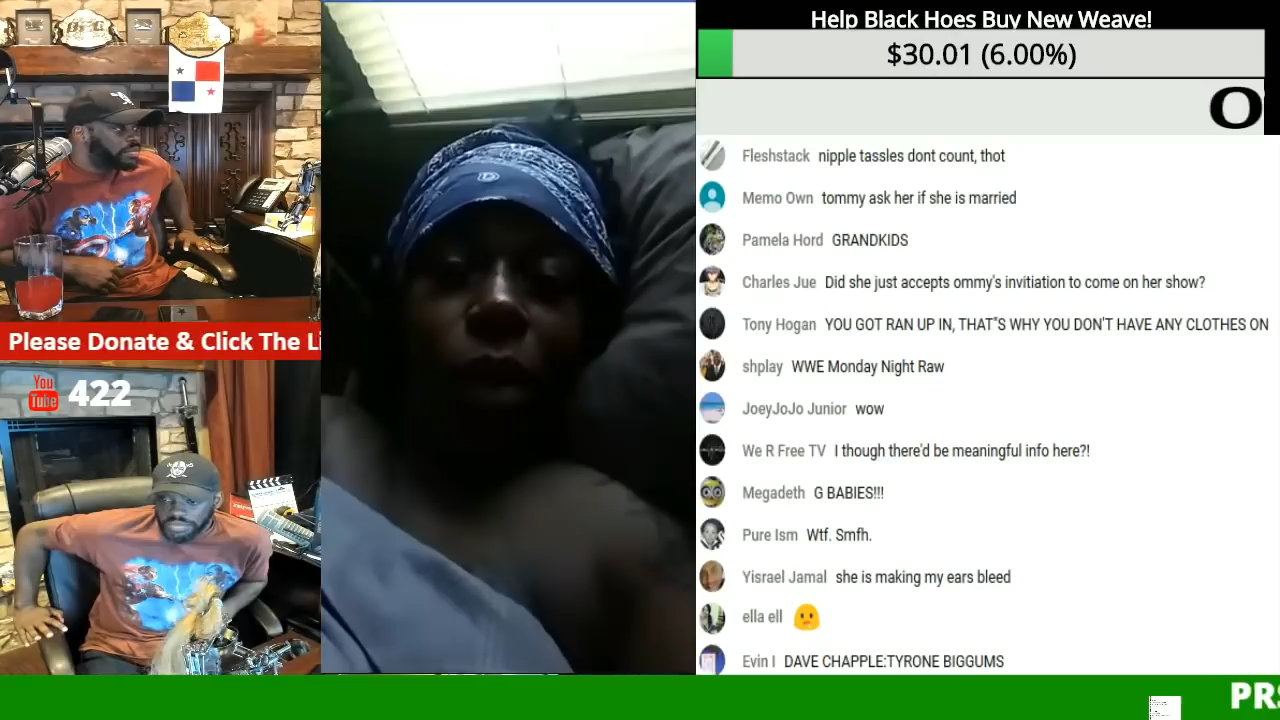 Help Black Hoes Buy New Weave!
$30.01 (6.00%)
O
Fleshstack nipple tassles dont count, thot
Memo Own tommy ask her if she is married
Pamela Hord GRANDKIDS
Charles Jue Did she just accepts ommy's invitiation to come on her show?
Tony Hogan YOU GOT RAN UP IN, THAT"S WHY YOU DON'T HAVE ANY CLOTHES ON
shplay WWE Monday Night Raw
JoeyJoJo Junior wow
We R Free TV I though there'd be meaningful info here?!
Megadeth G BABIES!!!
Pure Ism Wtf. Smfh.
Yisrael Jamal she is making my ears bleed
ella ell
Evin I DAVE CHAPPLE:TYRONE BIGGUMS
Please Donate & Click The Li
You
Tube 422
PRS